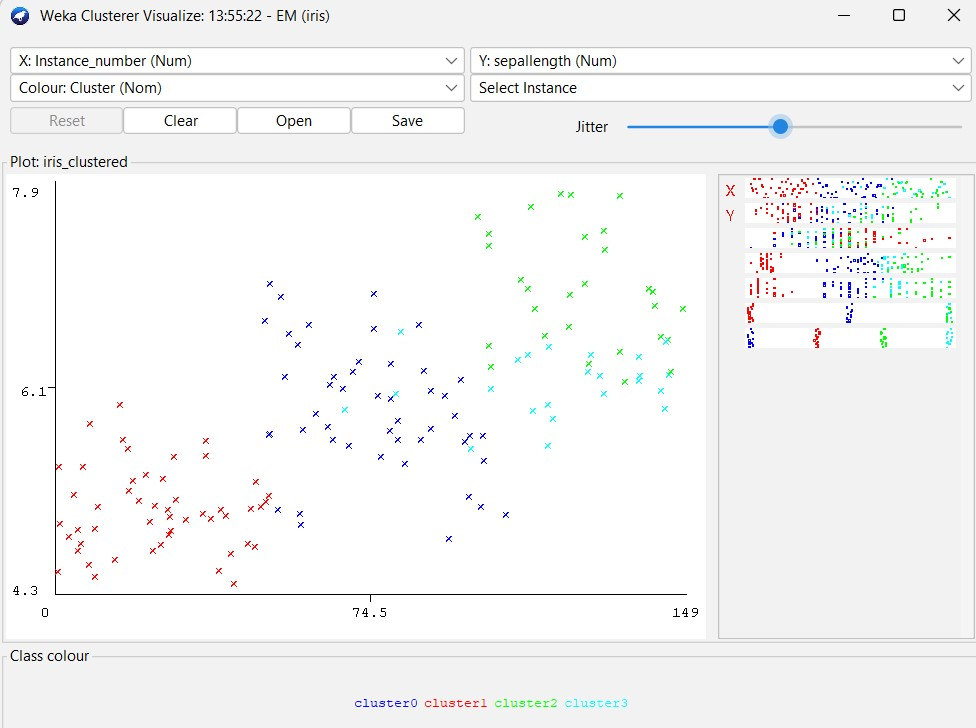 Weka Clusterer Visualize: 13:55:22 - EM (iris)
X: Instance_number (Num) Y: sepallength (Num)
Colour: Cluster (Nom) Select Instance
Reset Clear Open Save Jitter
Plot: iris_clustered
7.9
6.1
4.3
0 74.5 149
X
Y
Class colour
cluster0 cluster1 cluster2 cluster3